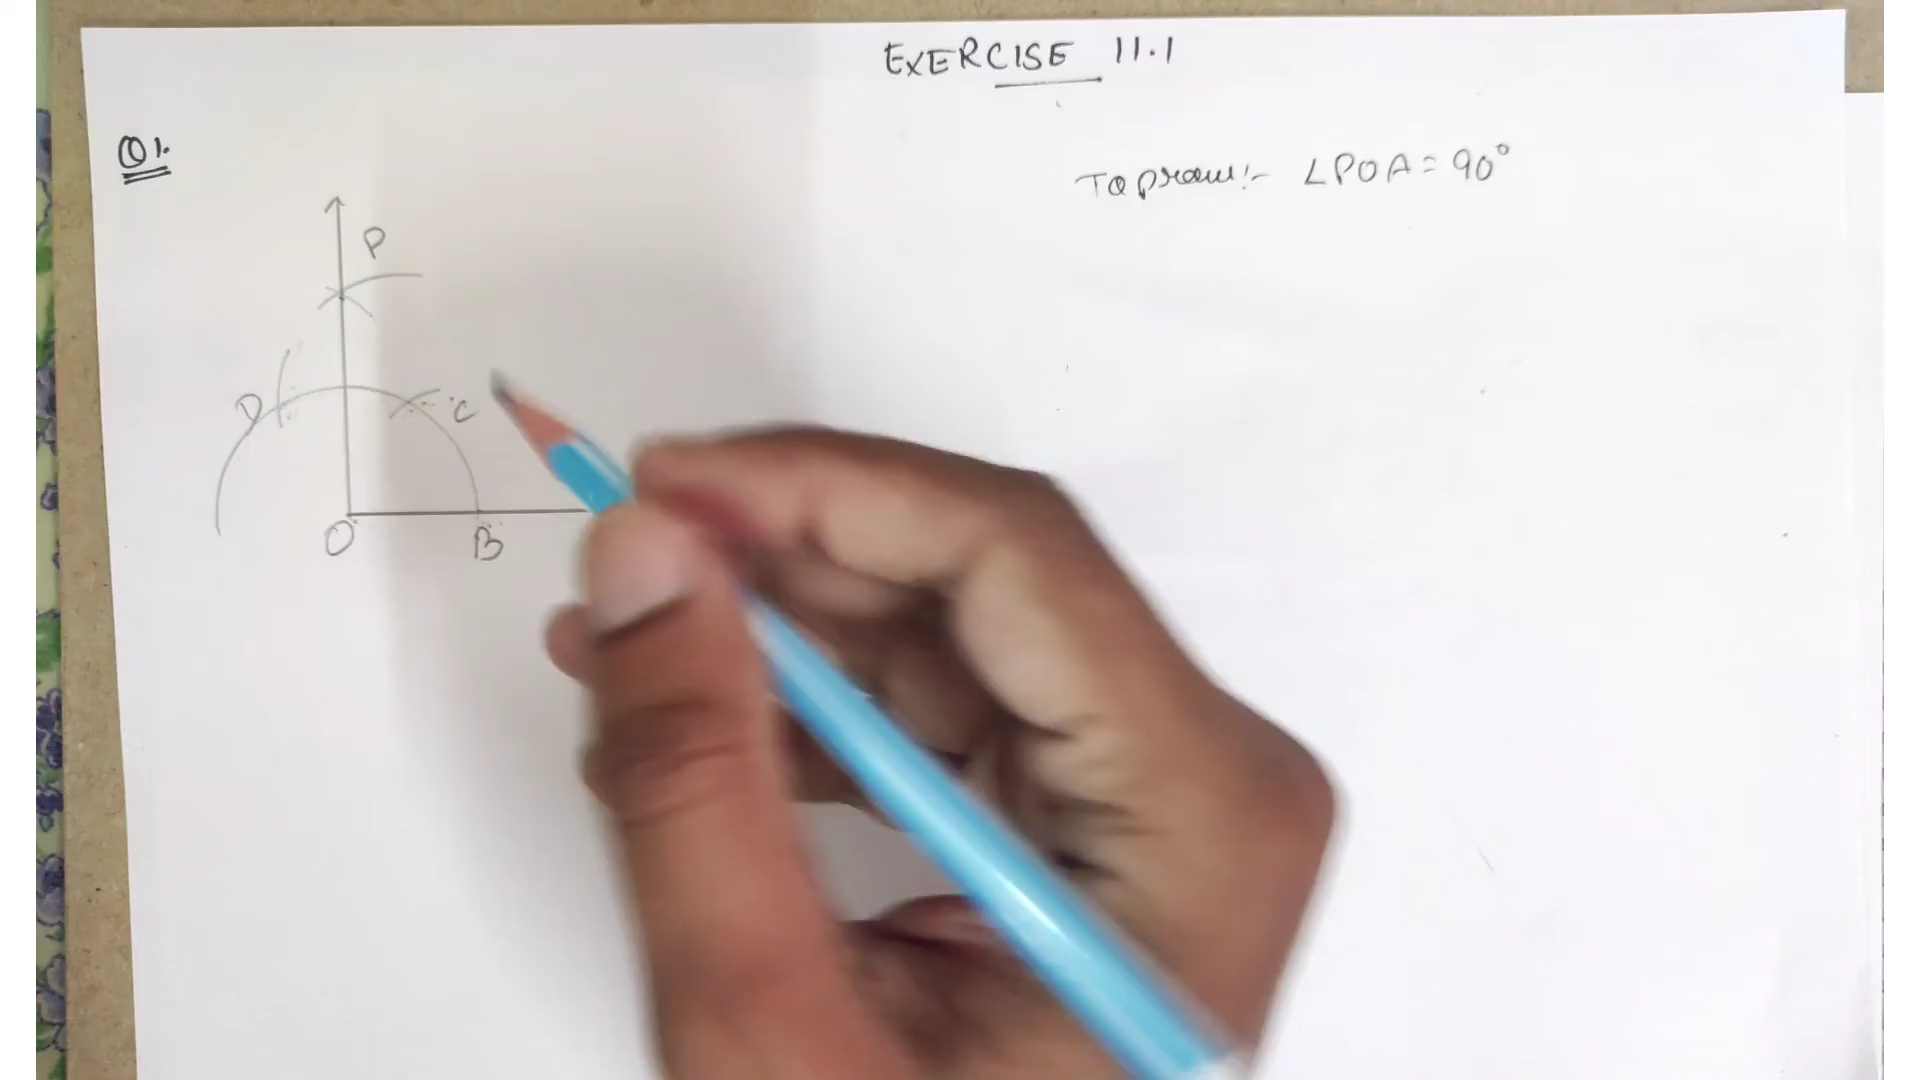 EXERCISE 11.1
Q1.
To prove:- ∠POA = 90°
P
D
C
O
B